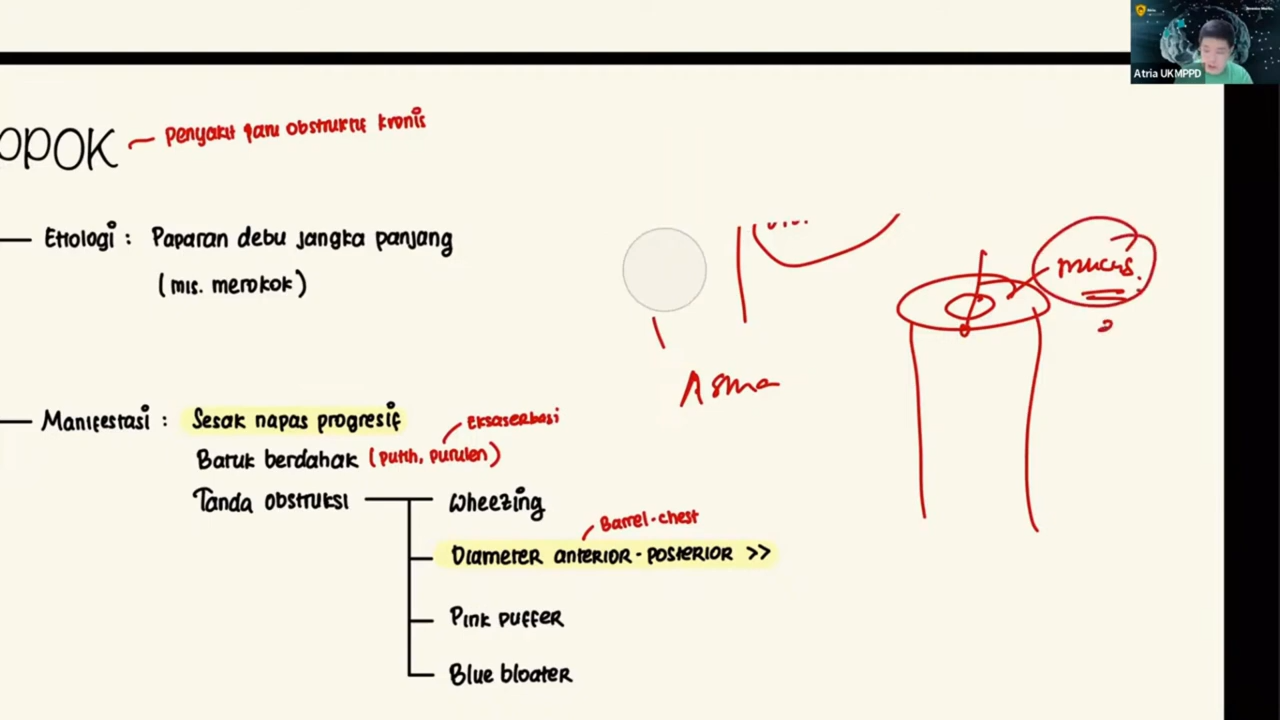 PPOK
Penyakit paru obstruktif kronis
Etiologi : Paparan debu jangka panjang
(mis. merokok)
mucus.
Asma
Manifestasi : Sesak napas progresif
Eksaserbasi
Batuk berdahak (putih, purulen)
Tanda obstruksi
Wheezing
Barrel-chest
Diameter anterior-posterior >>
Pink puffer
Blue bloater
Atria UKMPPD